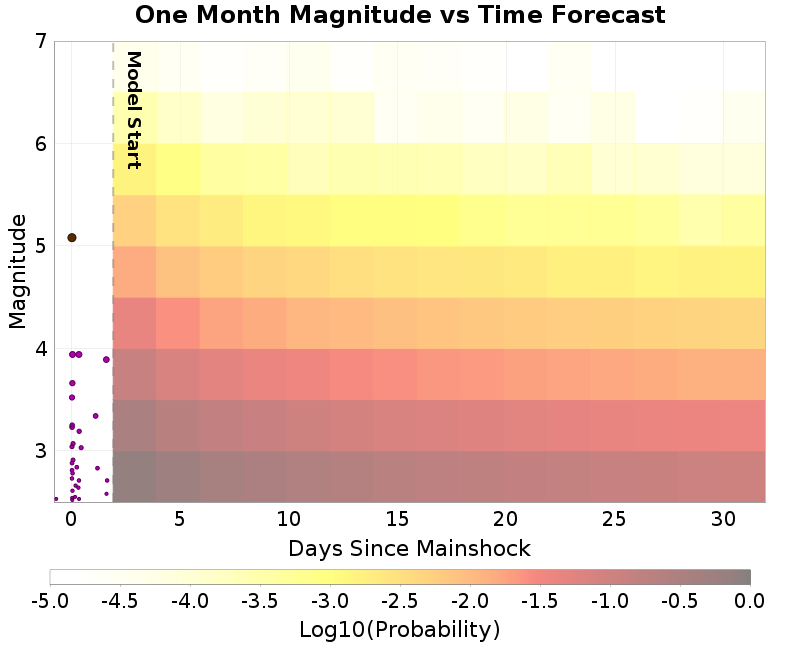 One Month Magnitude vs Time Forecast
Model Start
Magnitude
7
6
5
4
3
0 5 10 15 20 25 30
Days Since Mainshock
-5.0 -4.5 -4.0 -3.5 -3.0 -2.5 -2.0 -1.5 -1.0 -0.5 0.0
Log10(Probability)